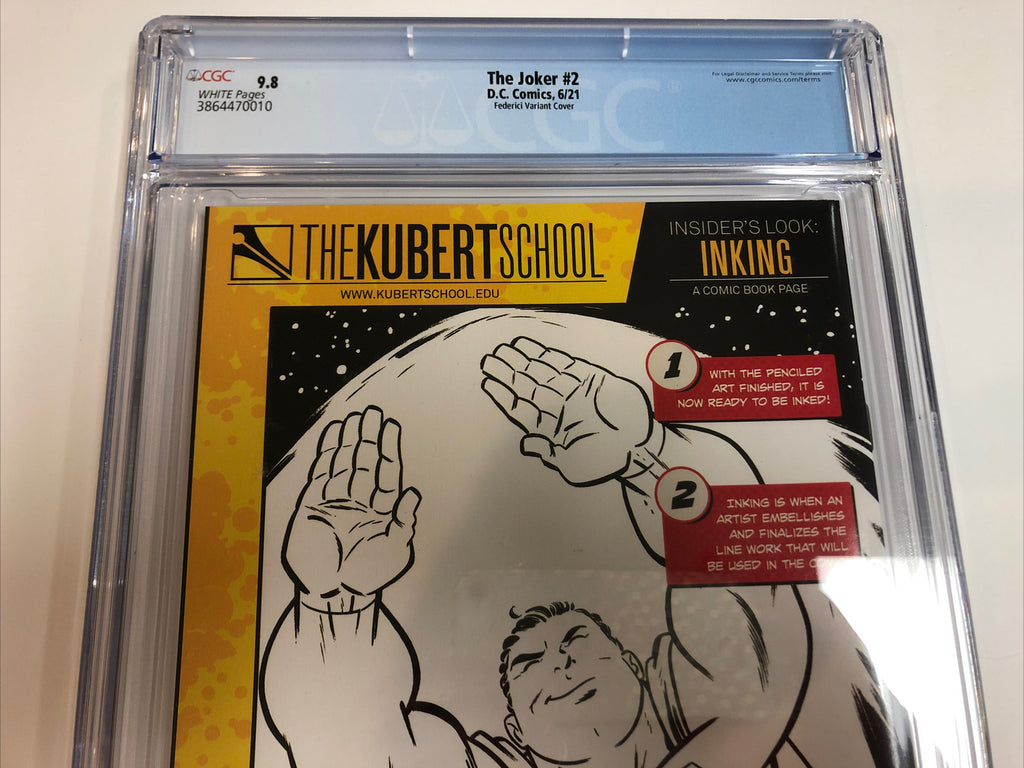 CGC 9.8
WHITE Pages
3864470010
The Joker #2
D.C. Comics, 6/21
Federici Variant Cover
For Legal Disclaimer and Service Terms please visit:
www.cgccomics.com/terms
CGC
THEKUBERTSCHOOL
WWW.KUBERTSCHOOL.EDU
INSIDER'S LOOK:
INKING
A COMIC BOOK PAGE
1
WITH THE PENCILED
ART FINISHED, IT IS
NOW READY TO BE INKED!
2
INKING IS WHEN AN
ARTIST EMBELLISHES
AND FINALIZES THE
LINE WORK THAT WILL
BE USED IN THE